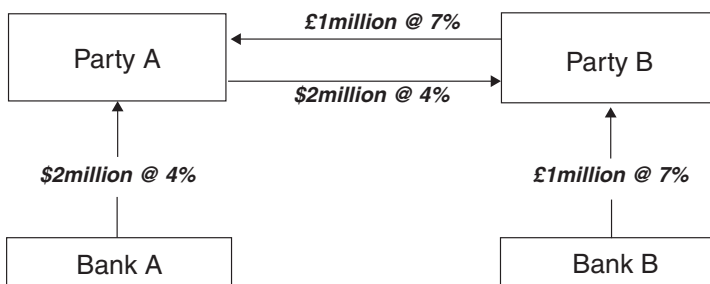 £1million @ 7%
Party A
Party B
$2million @ 4%
$2million @ 4%
£1million @ 7%
Bank A
Bank B